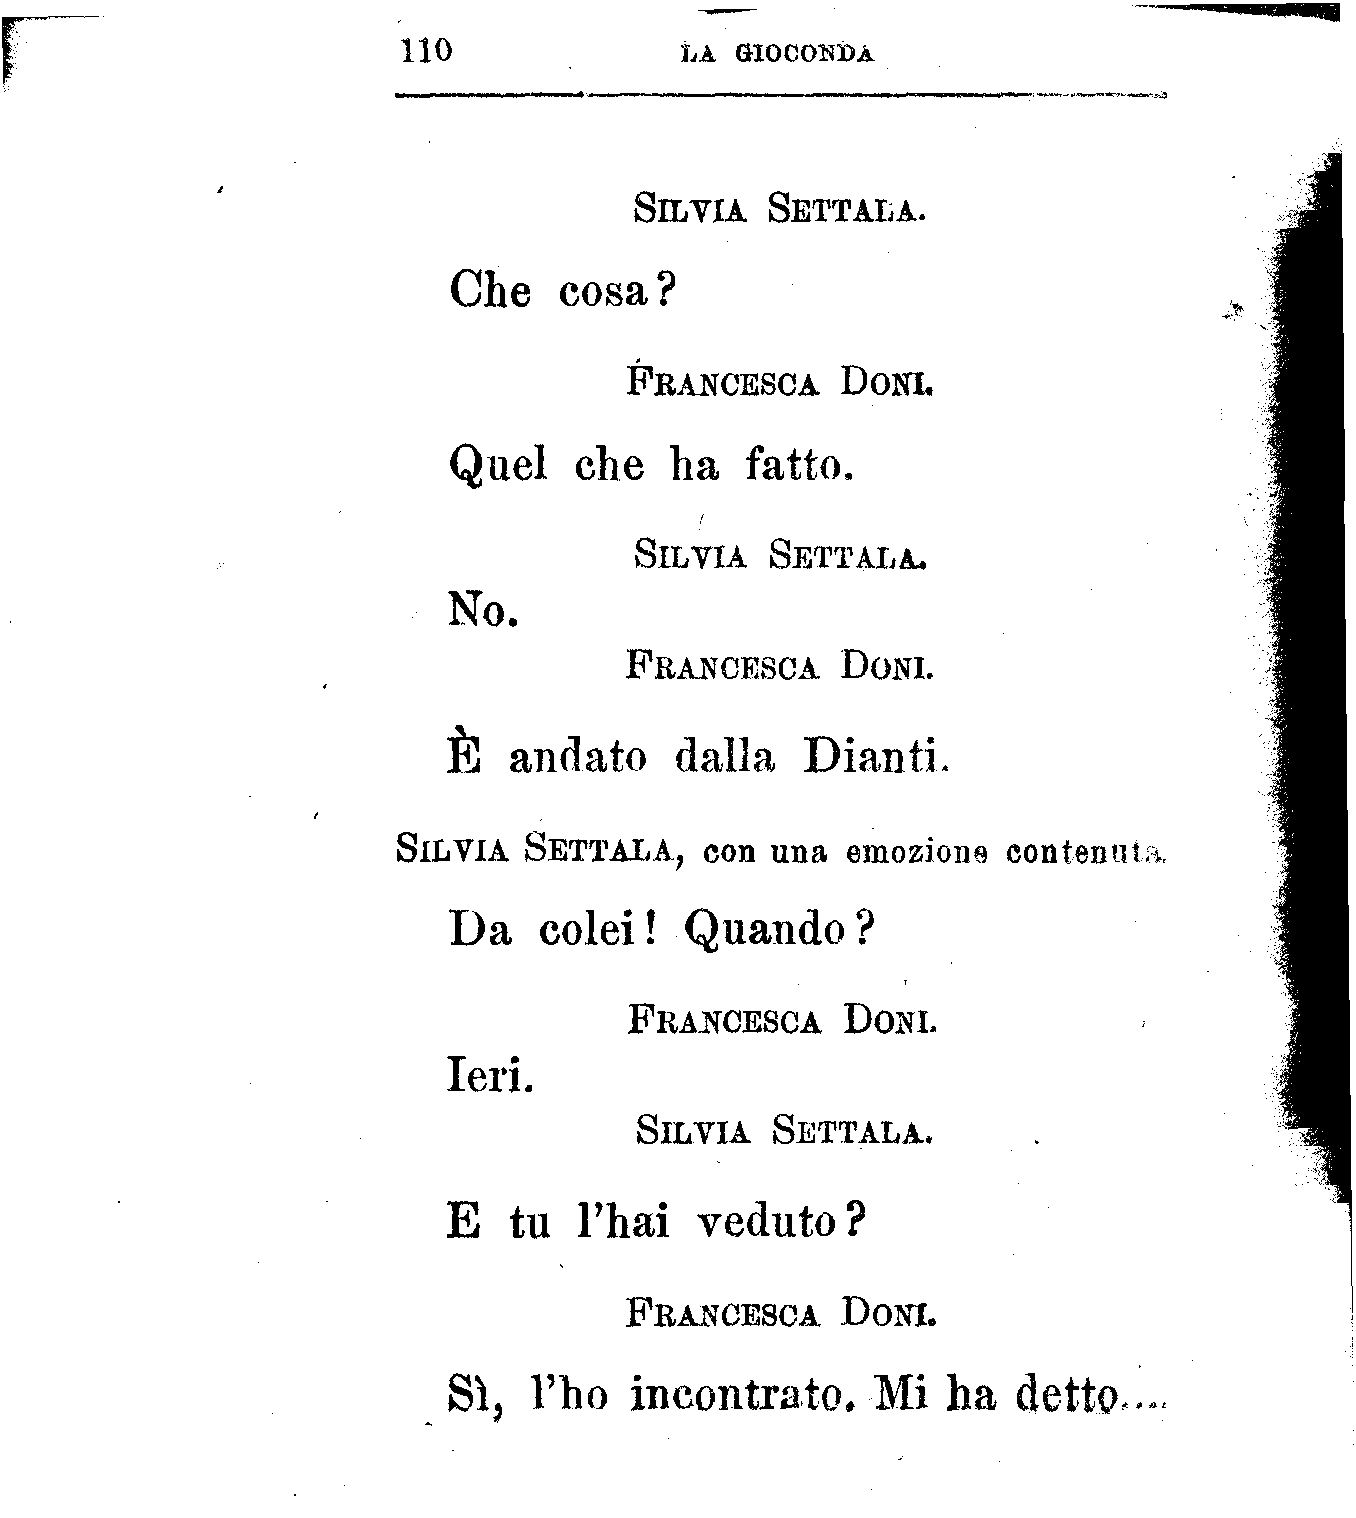 110 LA GIOCONDA
SILVIA SETTALA.
Che cosa?
FRANCESCA DONI.
Quel che ha fatto.
SILVIA SETTALA.
No.
FRANCESCA DONI.
È andato dalla Dianti.
SILVIA SETTALA, con una emozione contenuta.
Da colei! Quando?
FRANCESCA DONI.
Ieri.
SILVIA SETTALA.
E tu l'hai veduto?
FRANCESCA DONI.
Sì, l'ho incontrato. Mi ha detto....